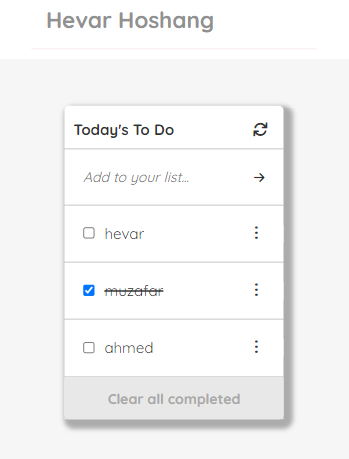 Hevar Hoshang
Today's To Do
Add to your list...
hevar
muzafar
ahmed
Clear all completed